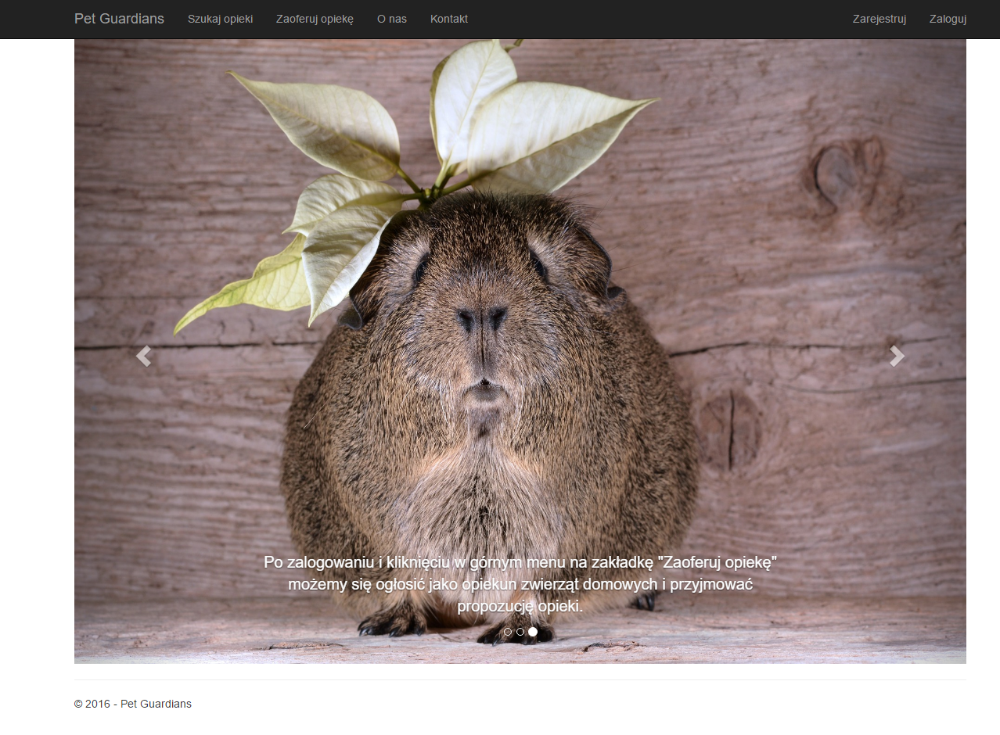 Pet Guardians Szukaj opieki Zaoferuj opiekę O nas Kontakt Zarejestruj Zaloguj
Po zalogowaniu i kliknięciu w górnym menu na zakładkę "Zaoferuj opiekę"
możemy się ogłosić jako opiekun zwierząt domowych i przyjmować
propozucję opieki.
© 2016 - Pet Guardians